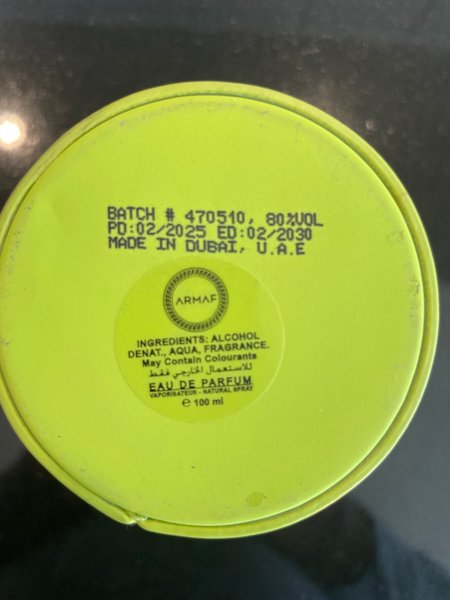 BATCH # 470510, 80%VOL
PD:02/2025 ED:02/2030
MADE IN DUBAI, U.A.E
ARMAF
INGREDIENTS: ALCOHOL
DENAT., AQUA, FRAGRANCE.
May Contain Colourants
للاستعمال الخارجي فقط
EAU DE PARFUM
VAPORISATEUR - NATURAL SPRAY
℮ 100 ml